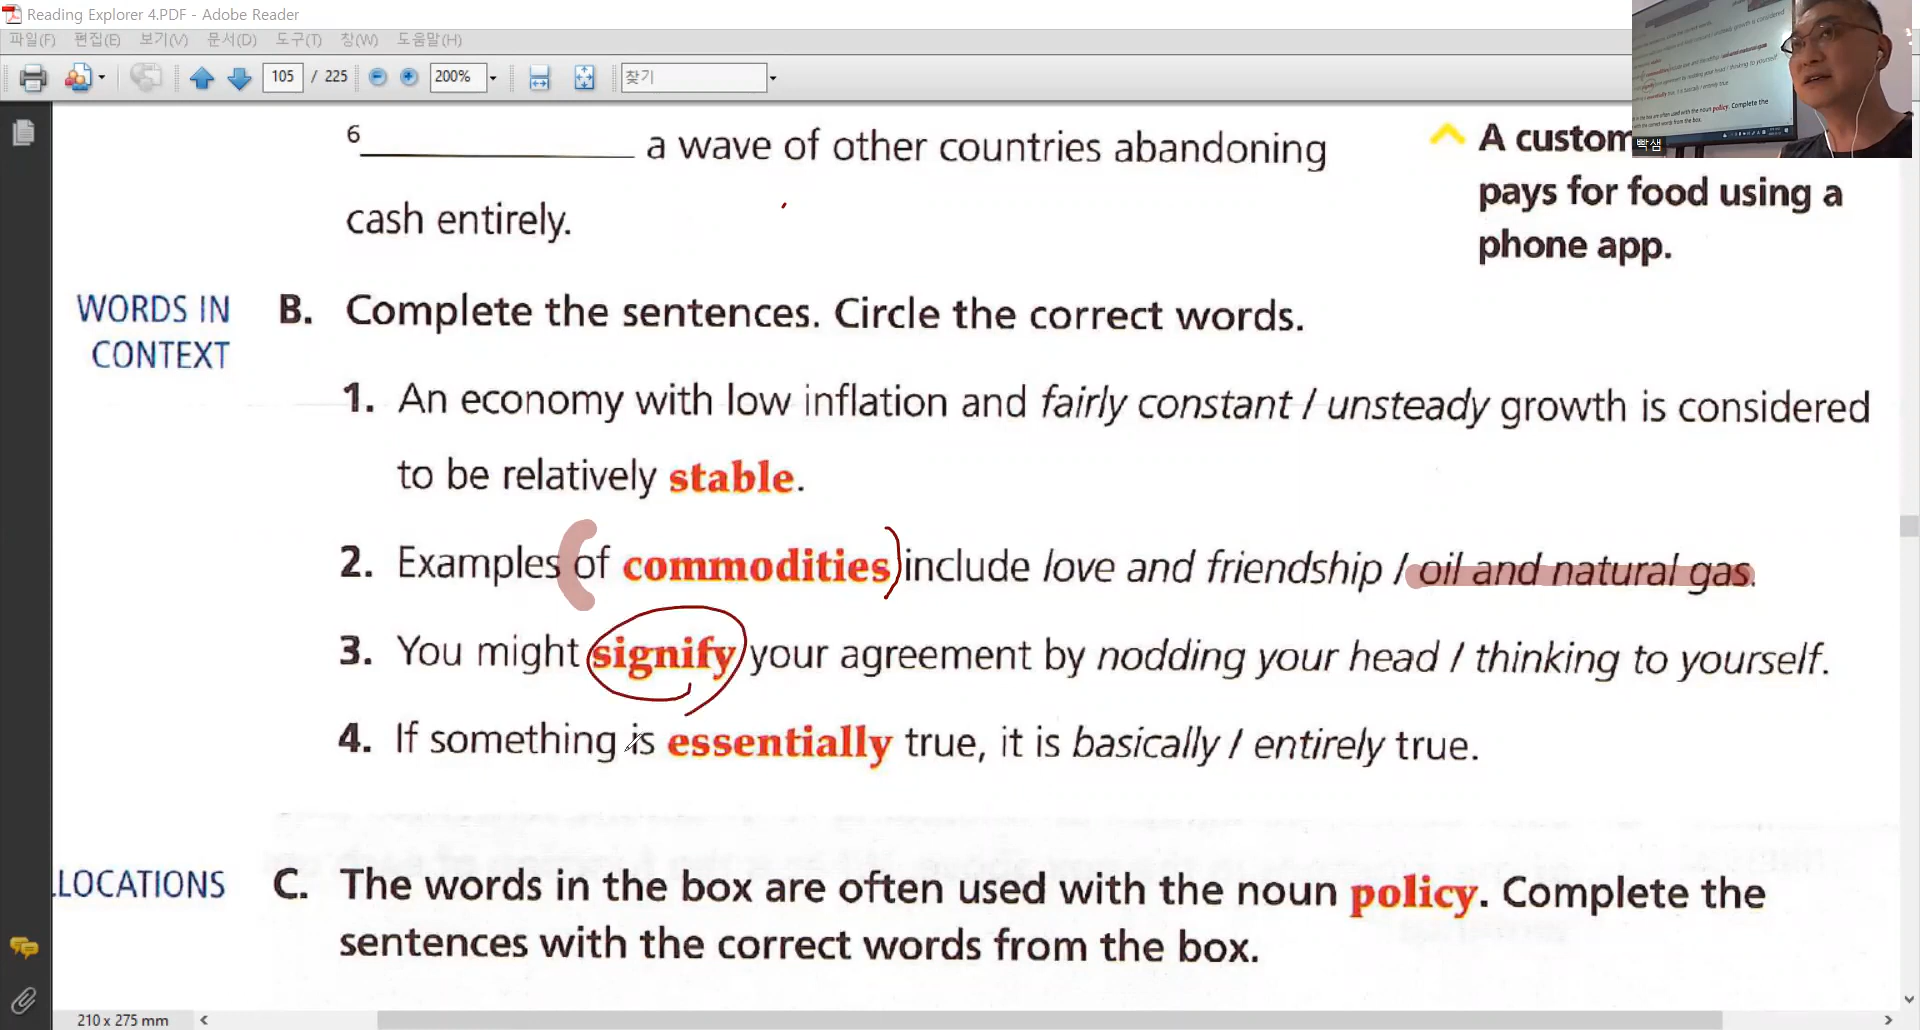 Reading Explorer 4.PDF - Adobe Reader
파일(F) 편집(E) 보기(V) 문서(D) 도구(T) 창(W) 도움말(H)
105 / 225 200% 찾기
빡샘
6 a wave of other countries abandoning
cash entirely.
A custom
pays for food using a
phone app.
WORDS IN
CONTEXT
B. Complete the sentences. Circle the correct words.
1. An economy with low inflation and fairly constant / unsteady growth is considered
to be relatively stable.
2. Examples of commodities include love and friendship / oil and natural gas.
3. You might signify your agreement by nodding your head / thinking to yourself.
4. If something is essentially true, it is basically / entirely true.
LLOCATIONS
C. The words in the box are often used with the noun policy. Complete the
sentences with the correct words from the box.
210 x 275 mm